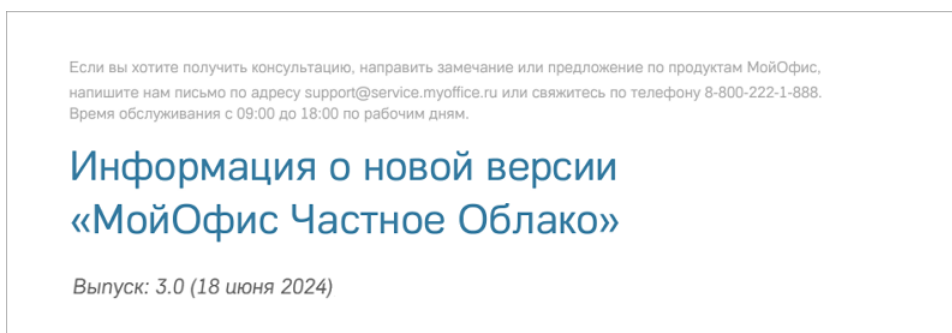 Если вы хотите получить консультацию, направить замечание или предложение по продуктам МойОфис,
напишите нам письмо по адресу support@service.myoffice.ru или свяжитесь по телефону 8-800-222-1-888.
Время обслуживания с 09:00 до 18:00 по рабочим дням.
Информация о новой версии
«МойОфис Частное Облако»
Выпуск: 3.0 (18 июня 2024)